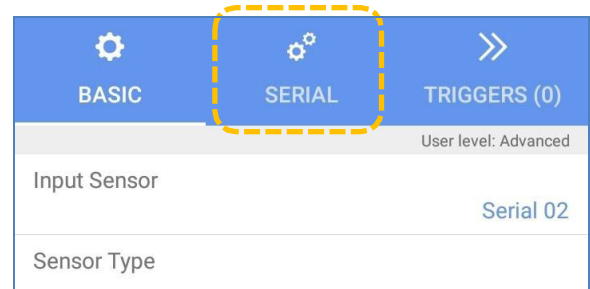 BASIC SERIAL TRIGGERS (0)
User level: Advanced
Input Sensor
Serial 02
Sensor Type